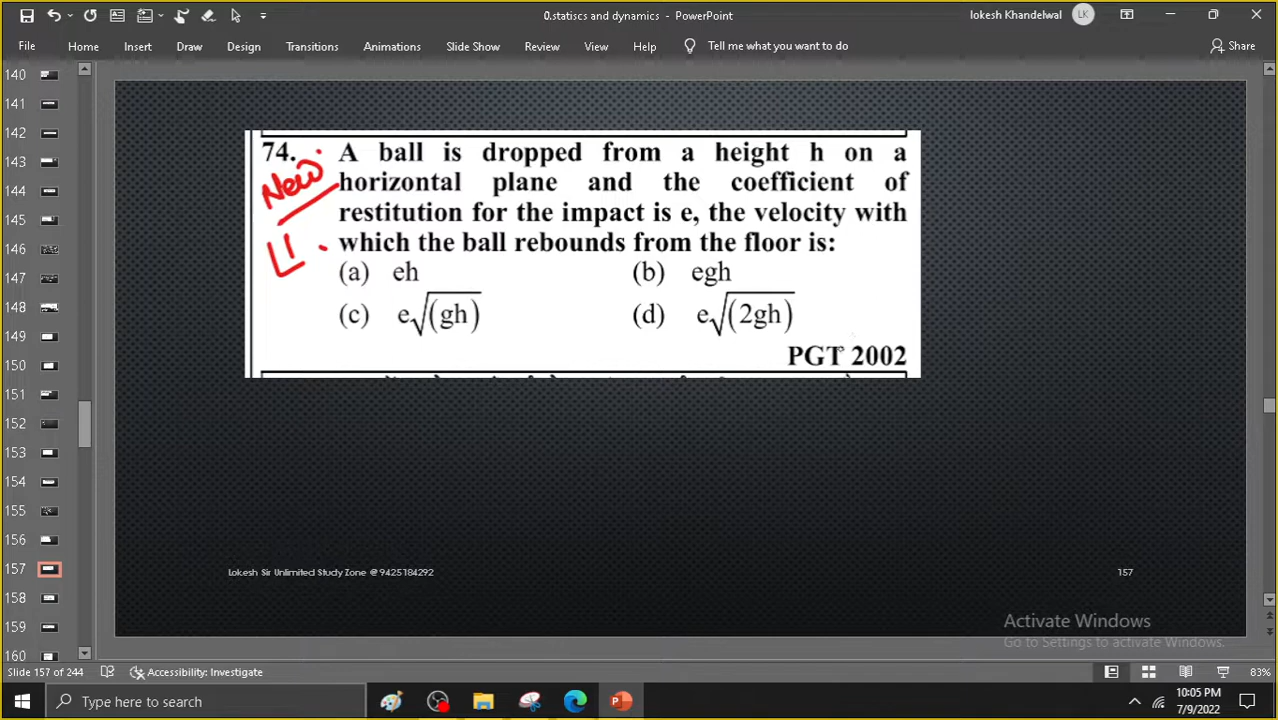 0.statiscs and dynamics - PowerPoint
lokesh Khandelwal LK
File Home Insert Draw Design Transitions Animations Slide Show Review View Help Tell me what you want to do Share
140
141
142
143
144
145
146
147
148
149
150
151
152
153
154
155
156
157
158
159
160
74. A ball is dropped from a height h on a
New horizontal plane and the coefficient of
restitution for the impact is e, the velocity with
which the ball rebounds from the floor is:
(a) eh (b) egh
(c) e√(gh) (d) e√(2gh)
PGT 2002
Lokesh Sir Unlimited Study Zone @ 9425184292 157
Activate Windows
Go to Settings to activate Windows.
Slide 157 of 244 Accessibility: Investigate 83%
Type here to search
10:05 PM
7/9/2022